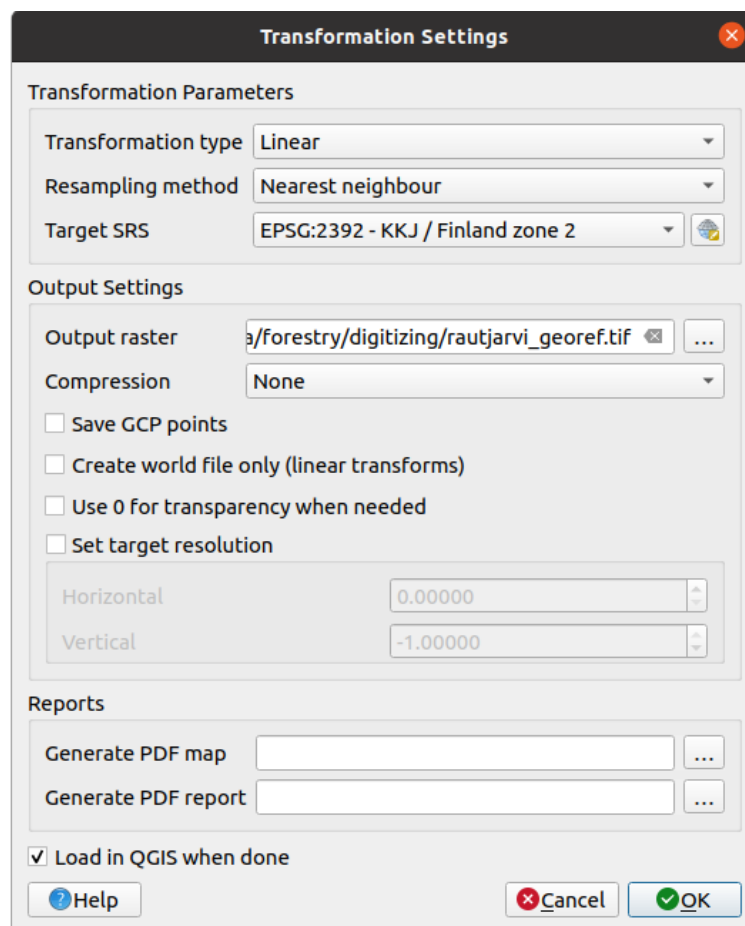 Transformation Settings
Transformation Parameters
Transformation type Linear
Resampling method Nearest neighbour
Target SRS EPSG:2392 - KKJ / Finland zone 2
Output Settings
Output raster a/forestry/digitizing/rautjarvi_georef.tif ...
Compression None
Save GCP points
Create world file only (linear transforms)
Use 0 for transparency when needed
Set target resolution
Horizontal 0.00000
Vertical -1.00000
Reports
Generate PDF map ...
Generate PDF report ...
Load in QGIS when done
Help Cancel OK